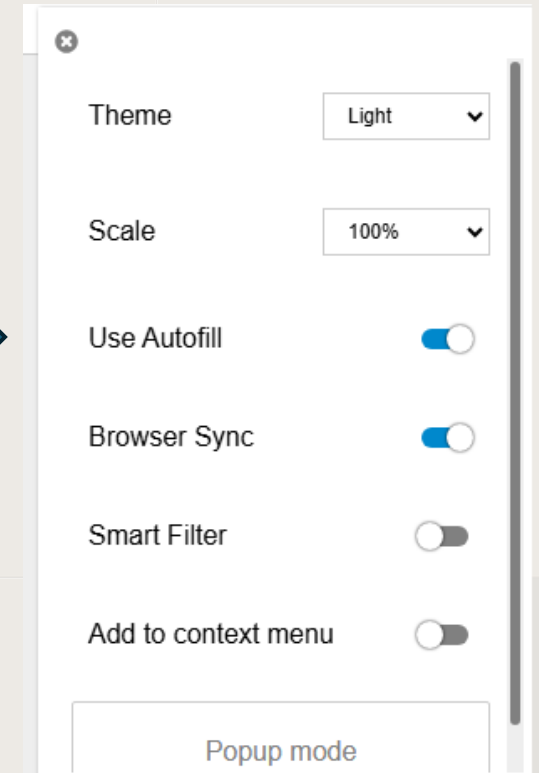 Theme Light
Scale 100%
Use Autofill
Browser Sync
Smart Filter
Add to context menu
Popup mode